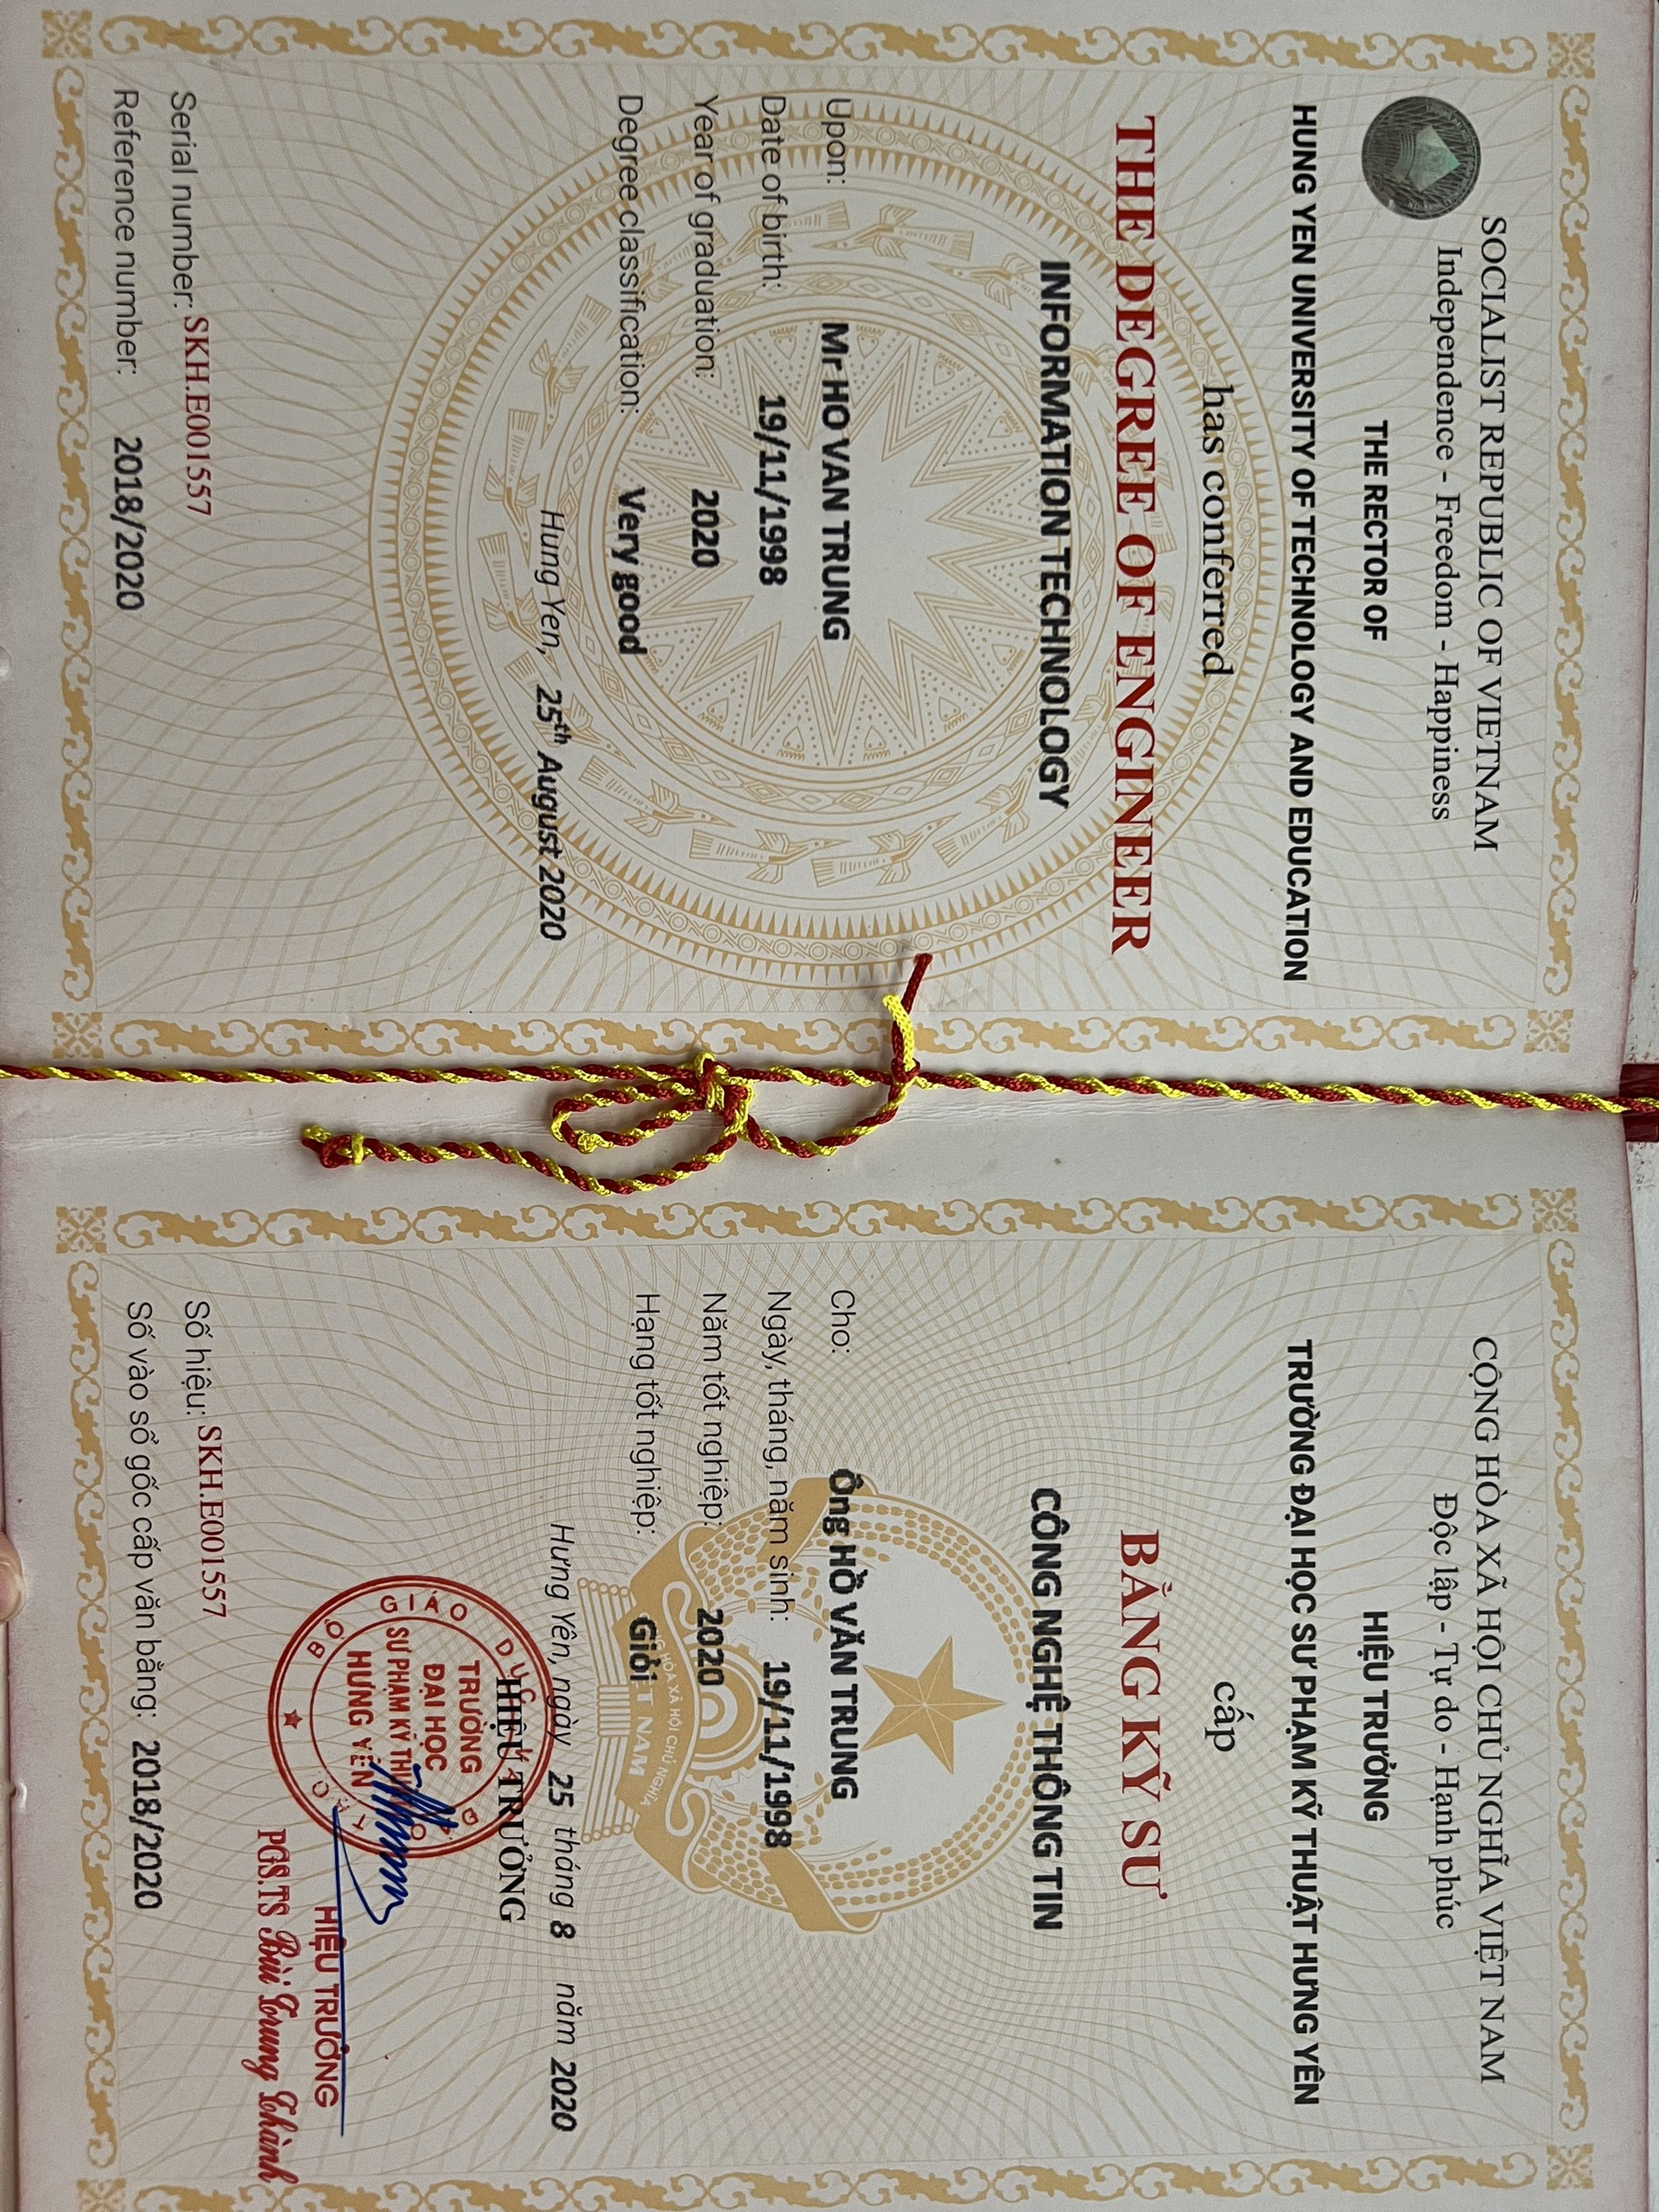 SOCIALIST REPUBLIC OF VIETNAM
Independence - Freedom - Happiness
THE RECTOR OF
HUNG YEN UNIVERSITY OF TECHNOLOGY AND EDUCATION
has conferred
THE DEGREE OF ENGINEER
INFORMATION TECHNOLOGY
Upon: Mr HO VAN TRUNG
Date of birth: 19/11/1998
Year of graduation: 2020
Degree classification: Very good
Hung Yen, 25th August 2020
Serial number: SKH.E001557
Reference number: 2018/2020
CỘNG HÒA XÃ HỘI CHỦ NGHĨA VIỆT NAM
Độc lập - Tự do - Hạnh phúc
HIỆU TRƯỞNG
TRƯỜNG ĐẠI HỌC SƯ PHẠM KỸ THUẬT HƯNG YÊN
cấp
BẰNG KỸ SƯ
CÔNG NGHỆ THÔNG TIN
Cho: Ông HỒ VĂN TRUNG
Ngày, tháng, năm sinh: 19/11/1998
Năm tốt nghiệp: 2020
HÒA XÃ HỘI CHỦ NGHĨA
Hạng tốt nghiệp: Giỏi
NAM
Hưng Yên, ngày 25 tháng 8 năm 2020
HIỆU TRƯỞNG
BỘ GIÁO DỤC VÀ ĐÀO TẠO
TRƯỜNG
ĐẠI HỌC
SƯ PHẠM KỸ
HƯNG YÊN
HIỆU TRƯỞNG
PGS.TS Bùi Trung Thành
Số hiệu: SKH.E001557
Số vào sổ gốc cấp văn bằng: 2018/2020